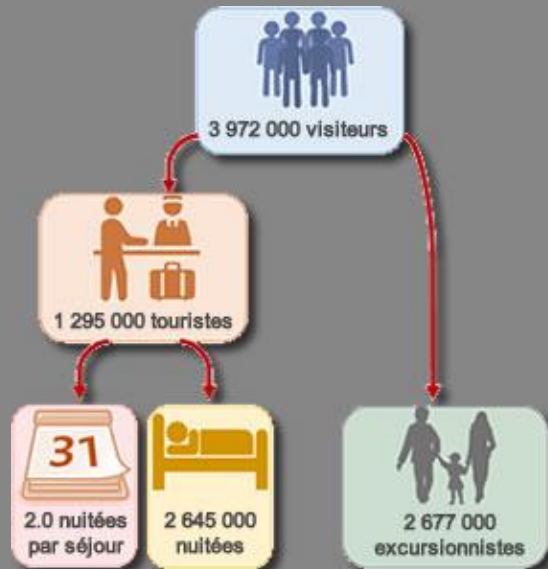 3 972 000 visiteurs
1 295 000 touristes
31
2.0 nuitées
par séjour
2 645 000
nuitées
2 677 000
excursionnistes